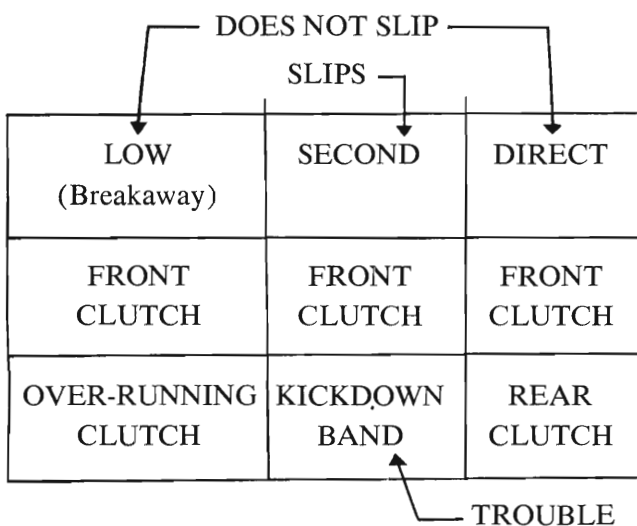 DOES NOT SLIP
SLIPS
LOW
(Breakaway)
SECOND
DIRECT
FRONT
CLUTCH
FRONT
CLUTCH
FRONT
CLUTCH
OVER-RUNNING
CLUTCH
KICKDOWN
BAND
REAR
CLUTCH
TROUBLE